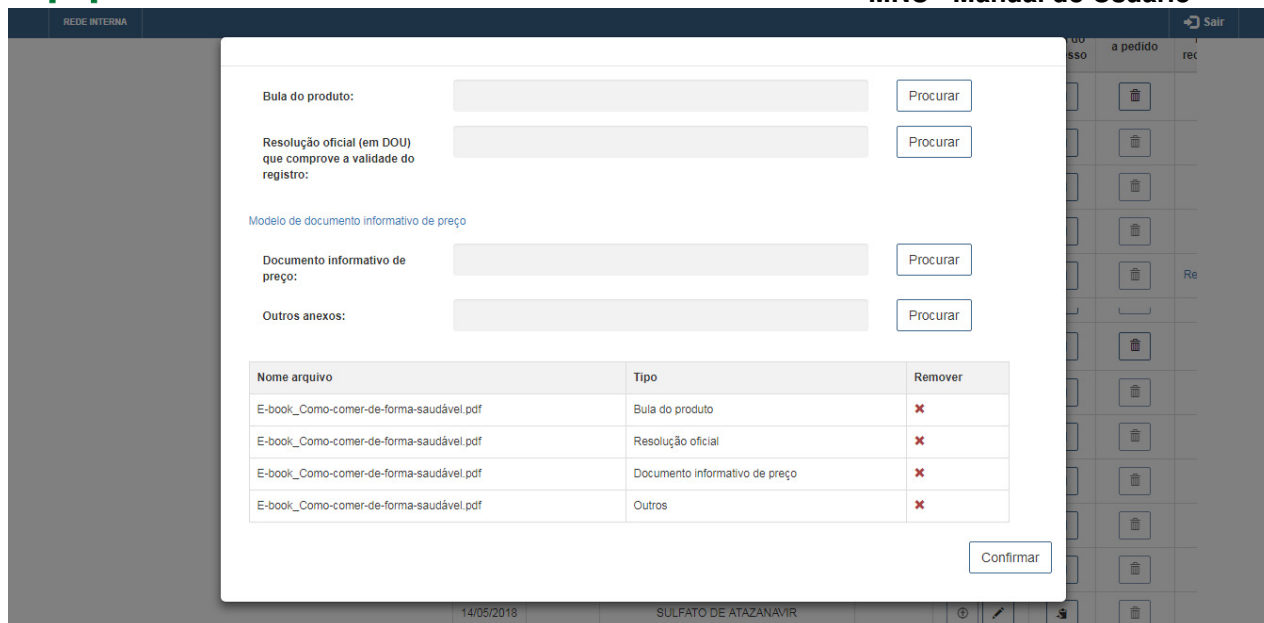 MNC - Manual do Usuário
REDE INTERNA
Sair
do
a pedido
esso
rec
Bula do produto:
Procurar
Resolução oficial (em DOU)
que comprove a validade do
registro:
Procurar
Modelo de documento informativo de preço
Documento informativo de
preço:
Procurar
Re
Outros anexos:
Procurar
Nome arquivo Tipo Remover
E-book_Como-comer-de-forma-saudável.pdf Bula do produto
E-book_Como-comer-de-forma-saudável.pdf Resolução oficial
E-book_Como-comer-de-forma-saudável.pdf Documento informativo de preço
E-book_Como-comer-de-forma-saudável.pdf Outros
Confirmar
14/05/2018 SULFATO DE ATAZANAVIR